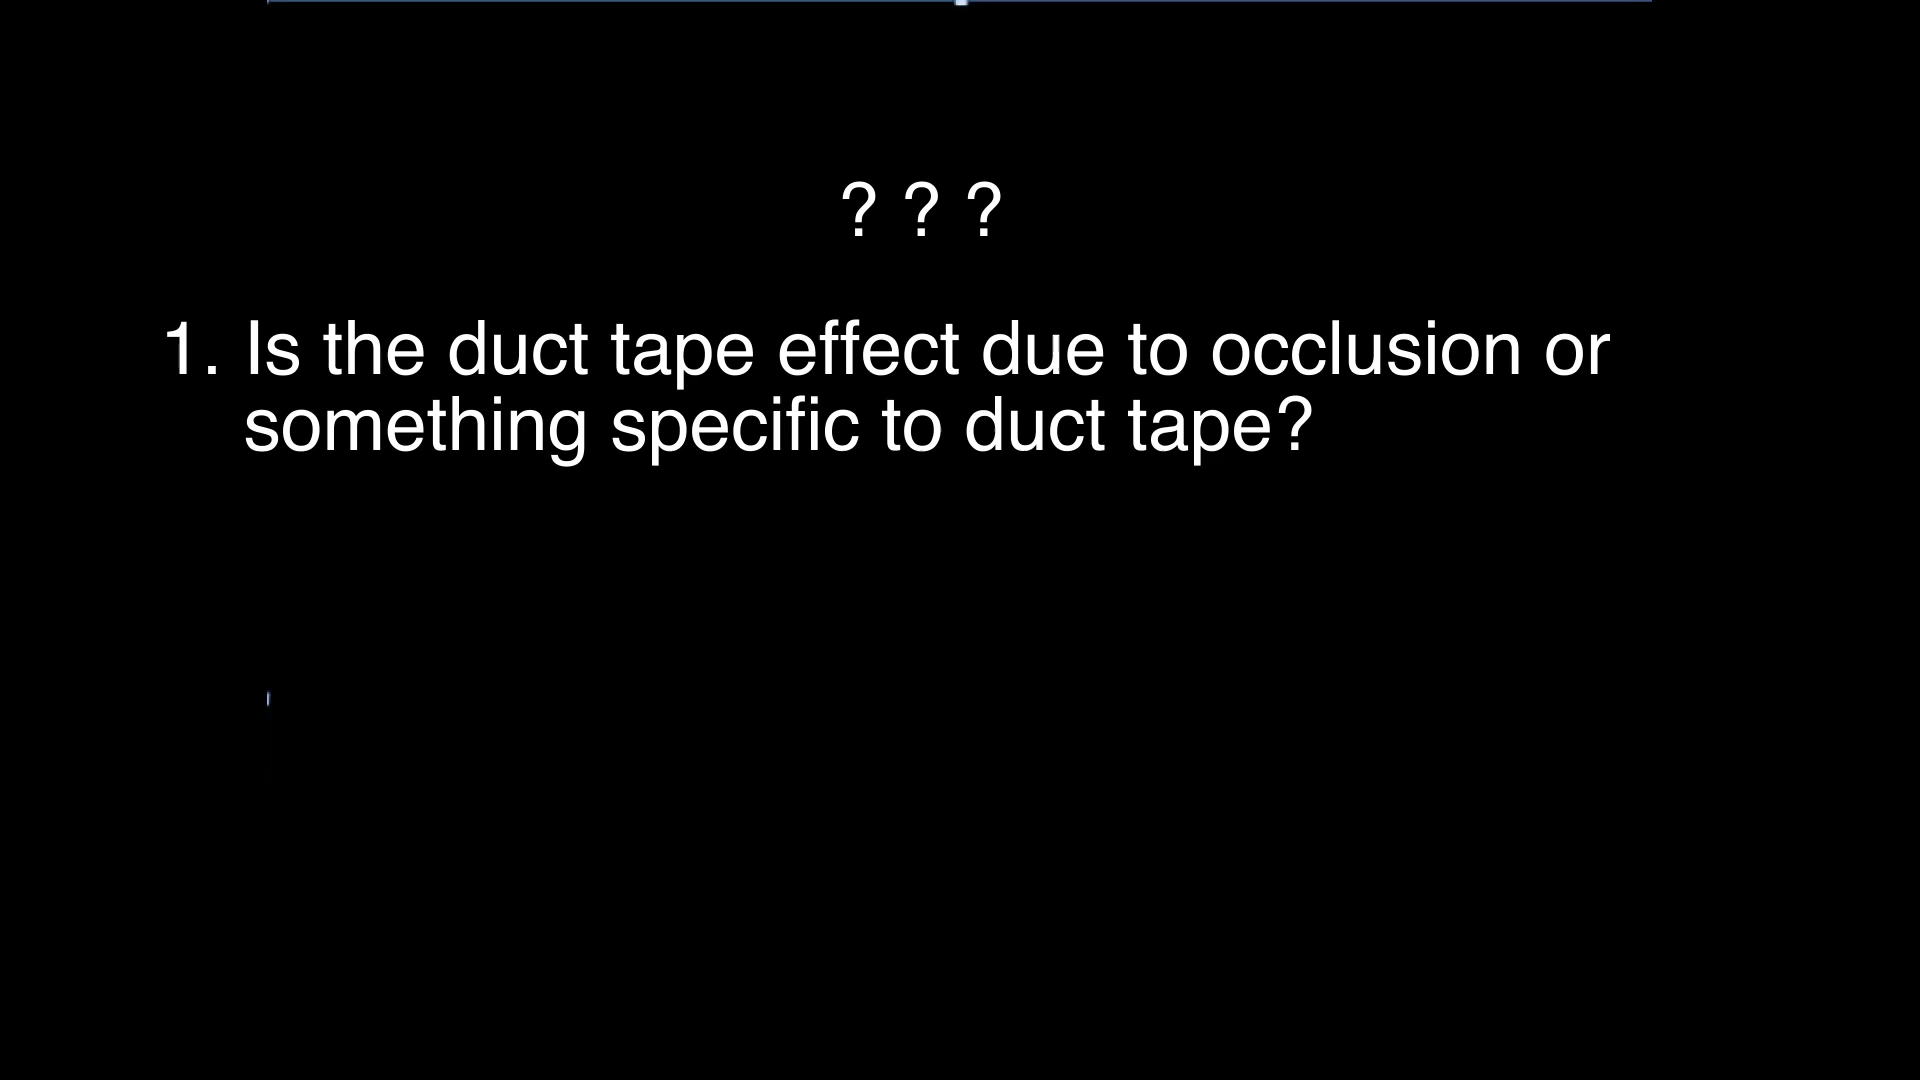 ? ? ?
1. Is the duct tape effect due to occlusion or
something specific to duct tape?